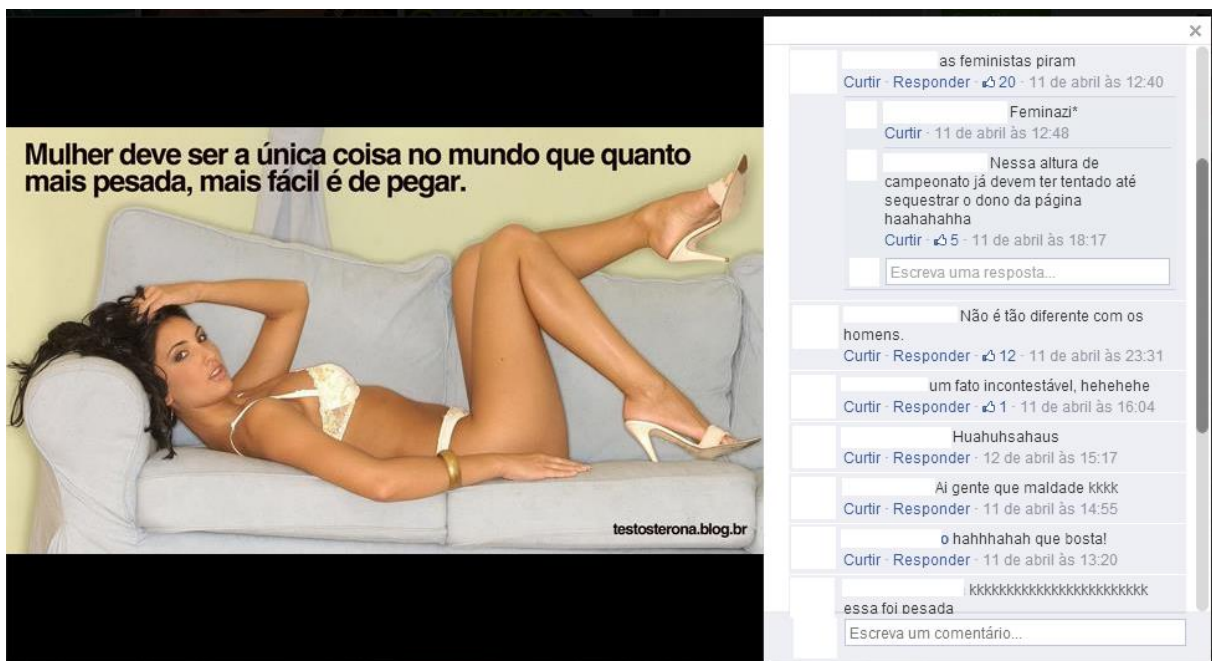 Mulher deve ser a única coisa no mundo que quanto
mais pesada, mais fácil é de pegar.
testosterona.blog.br
×
as feministas piram
Curtir · Responder · 20 · 11 de abril às 12:40
Feminazi*
Curtir · 11 de abril às 12:48
Nessa altura de
campeonato já devem ter tentado até
sequestrar o dono da página
haahahahha
Curtir · 5 · 11 de abril às 18:17
Escreva uma resposta...
Não é tão diferente com os
homens.
Curtir · Responder · 12 · 11 de abril às 23:31
um fato incontestável, hehehehe
Curtir · Responder · 1 · 11 de abril às 16:04
Huahuhsahaus
Curtir · Responder · 12 de abril às 15:17
Ai gente que maldade kkkk
Curtir · Responder · 11 de abril às 14:55
o hahhhahah que bosta!
Curtir · Responder · 11 de abril às 13:20
kkkkkkkkkkkkkkkkkkkkkkkk
essa foi pesada
Escreva um comentário...